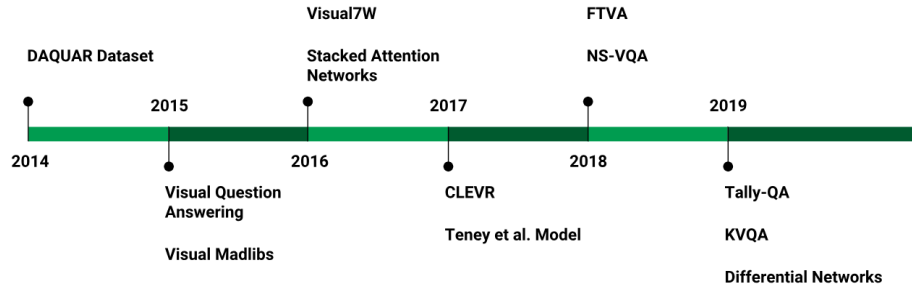 Visual7W
FTVA
DAQUAR Dataset
Stacked Attention
Networks
NS-VQA
2015
2017
2019
2014
2016
2018
Visual Question
Answering
CLEVR
Tally-QA
Teney et al. Model
KVQA
Visual Madlibs
Differential Networks